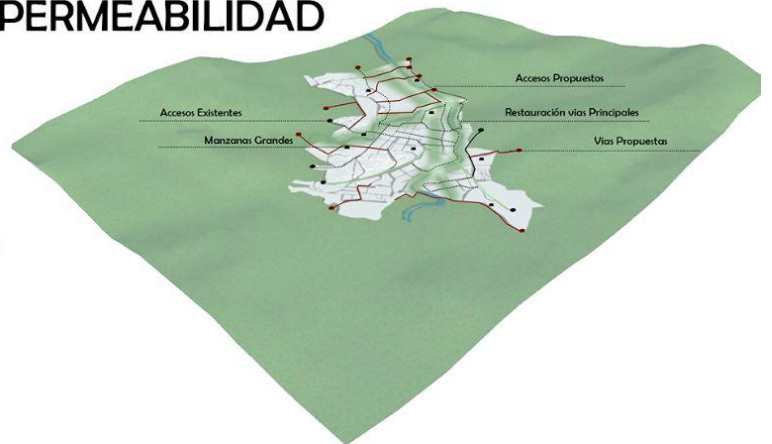 PERMEABILIDAD
Accesos Propuestos
Accesos Existentes
Restauración vias Principales
Manzanas Grandes
Vias Propuestas